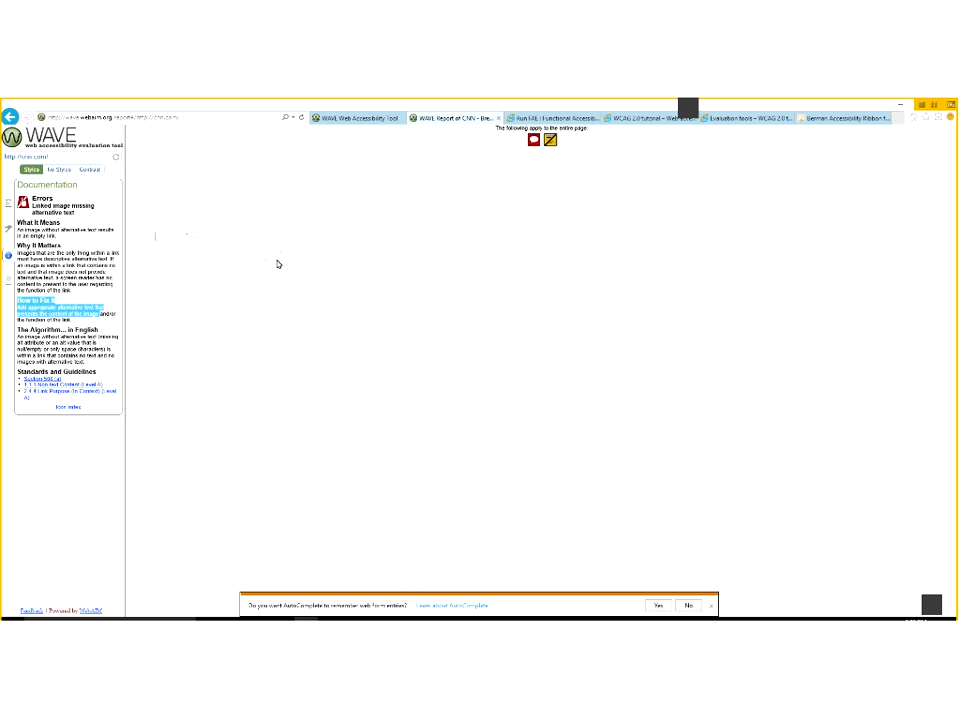 http://wave.webaim.org/report#/http://cnn.com/
WAVE Web Accessibility Tool
WAVE Report of CNN - Bre...
Run FAE : Functional Accessib...
WCAG 2.0 tutorial – Web acce...
Evaluation tools – WCAG 2.0 t...
Berman Accessibility Ribbon f...
WAVE
web accessibility evaluation tool
The following apply to the entire page:
http://cnn.com/
Styles No Styles Contrast
Documentation
Errors
Linked image missing
alternative text
What It Means
An image without alternative text results
in an empty link.
Why It Matters
Images that are the only thing within a link
must have descriptive alternative text. If
an image is within a link that contains no
text and that image does not provide
alternative text, a screen reader has no
content to present to the user regarding
the function of the link.
How to Fix It
Add appropriate alternative text that
presents the content of the image and/or
the function of the link.
The Algorithm... in English
An image without alternative text (missing
alt attribute or an alt value that is
null/empty or only space characters) is
within a link that contains no text and no
images with alternative text.
Standards and Guidelines
Section 508 (a)
1.1.1 Non-text Content (Level A)
2.4.4 Link Purpose (In Context) (Level
A)
Icon Index
Do you want AutoComplete to remember web form entries? Learn about AutoComplete
Yes No
Feedback | Powered by WebAIM